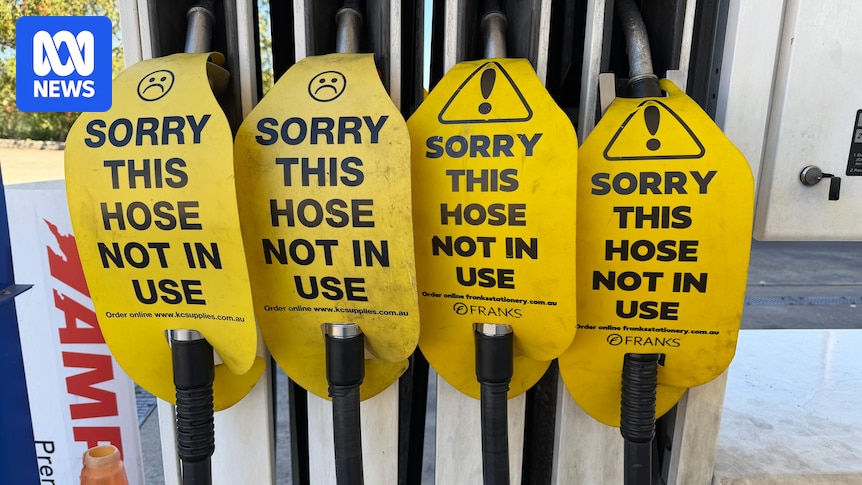 NEWS
SORRY
THIS
HOSE
NOT IN
USE
Order online www.kcsupplies.com.au
SORRY
THIS
HOSE
NOT IN
USE
Order online www.kcsupplies.com.au
SORRY
THIS
HOSE
NOT IN
USE
Order online franksstationery.com.au
FRANKS
SORRY
THIS
HOSE
NOT IN
USE
Order online franksstationery.com.au
FRANKS
AMP
Prem